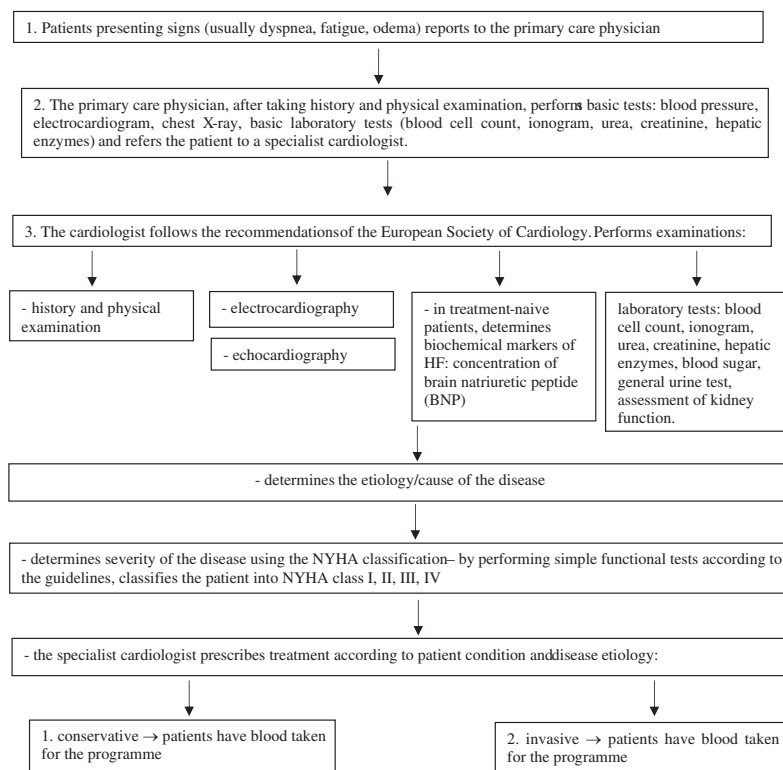 1. Patients presenting signs (usually dyspnea, fatigue, odema) reports to the primary care physician
2. The primary care physician, after taking history and physical examination, performs basic tests: blood pressure,
electrocardiogram, chest X-ray, basic laboratory tests (blood cell count, ionogram, urea, creatinine, hepatic
enzymes) and refers the patient to a specialist cardiologist.
3. The cardiologist follows the recommendations of the European Society of Cardiology. Performs examinations:
- history and physical
examination
- electrocardiography
- echocardiography
- in treatment-naive
patients, determines
biochemical markers of
HF: concentration of
brain natriuretic peptide
(BNP)
laboratory tests: blood
cell count, ionogram,
urea, creatinine, hepatic
enzymes, blood sugar,
general urine test,
assessment of kidney
function.
- determines the etiology/cause of the disease
- determines severity of the disease using the NYHA classification– by performing simple functional tests according to
the guidelines, classifies the patient into NYHA class I, II, III, IV
- the specialist cardiologist prescribes treatment according to patient condition and disease etiology:
1. conservative → patients have blood taken
for the programme
2. invasive → patients have blood taken
for the programme